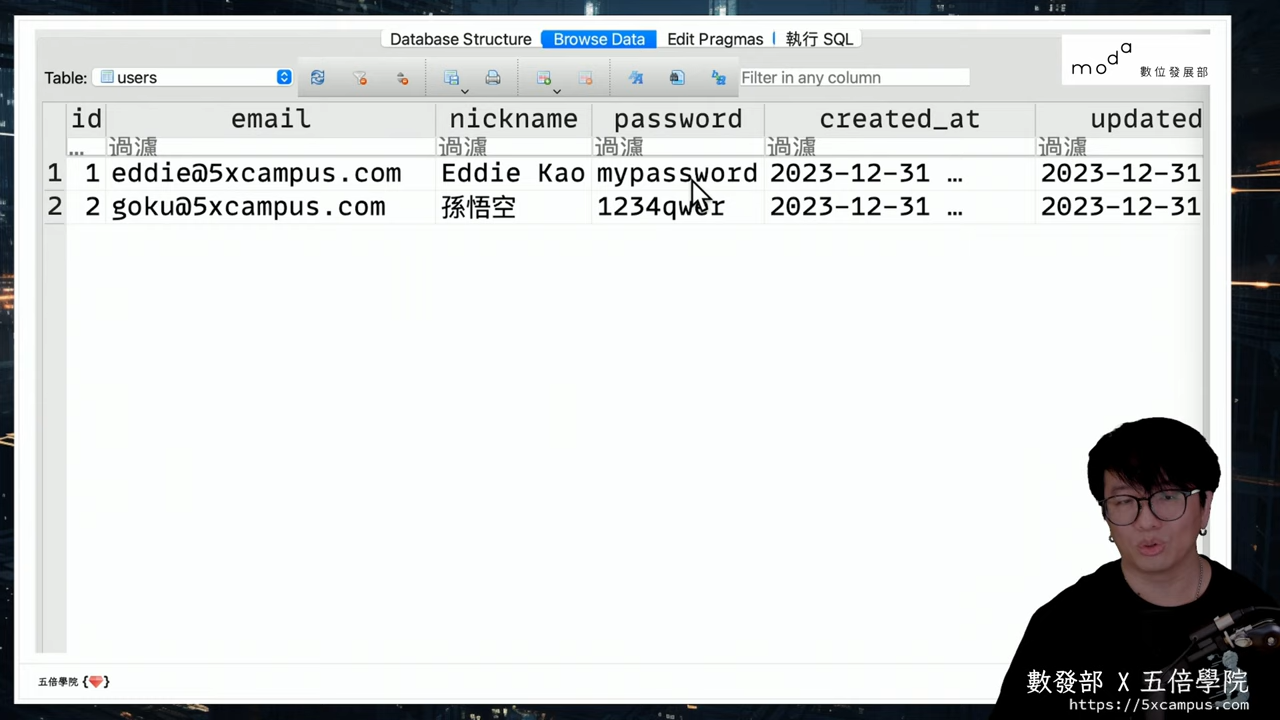 Database Structure Browse Data Edit Pragmas 執行 SQL
moda 數位發展部
Table: users Filter in any column
id email nickname password created_at updated
… 過濾 過濾 過濾 過濾 過濾
1 1 eddie@5xcampus.com Eddie Kao mypassword 2023-12-31 … 2023-12-31
2 2 goku@5xcampus.com 孫悟空 1234qwer 2023-12-31 … 2023-12-31
五倍學院 { }
數發部 X 五倍學院
https://5xcampus.com